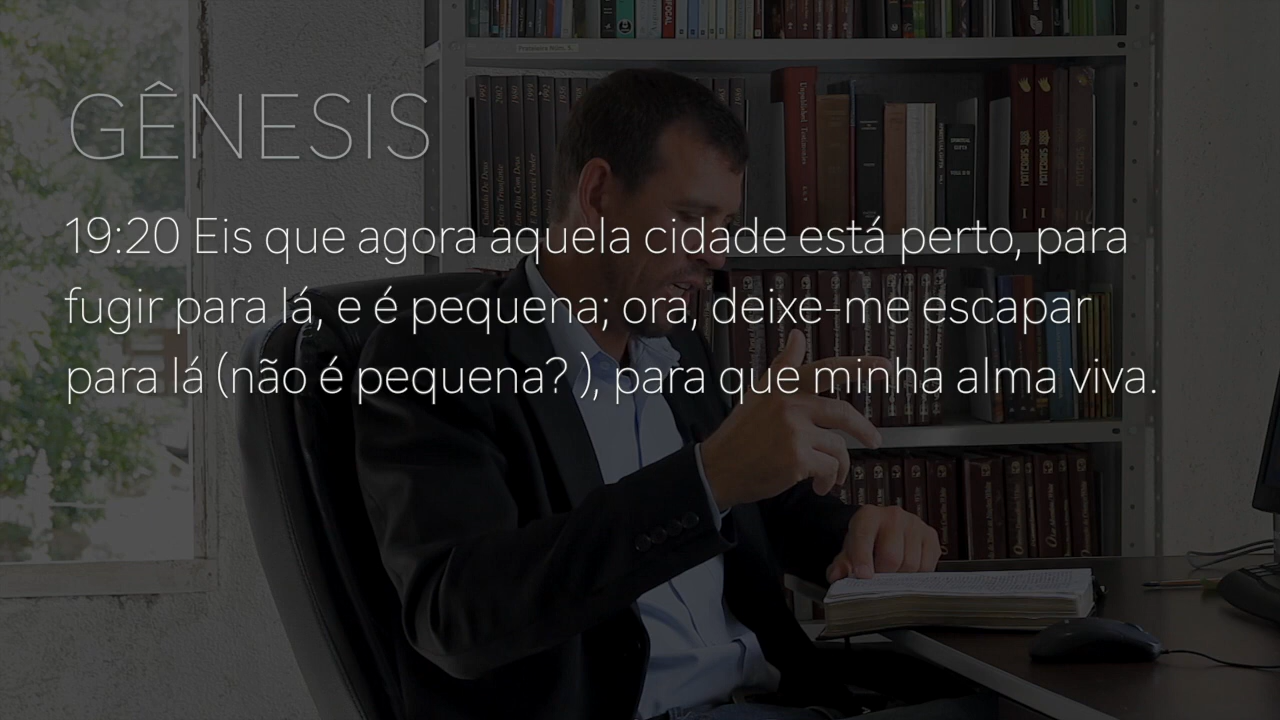 GÊNESIS
19:20 Eis que agora aquela cidade está perto, para
fugir para lá, e é pequena; ora, deixe-me escapar
para lá (não é pequena? ), para que minha alma viva.